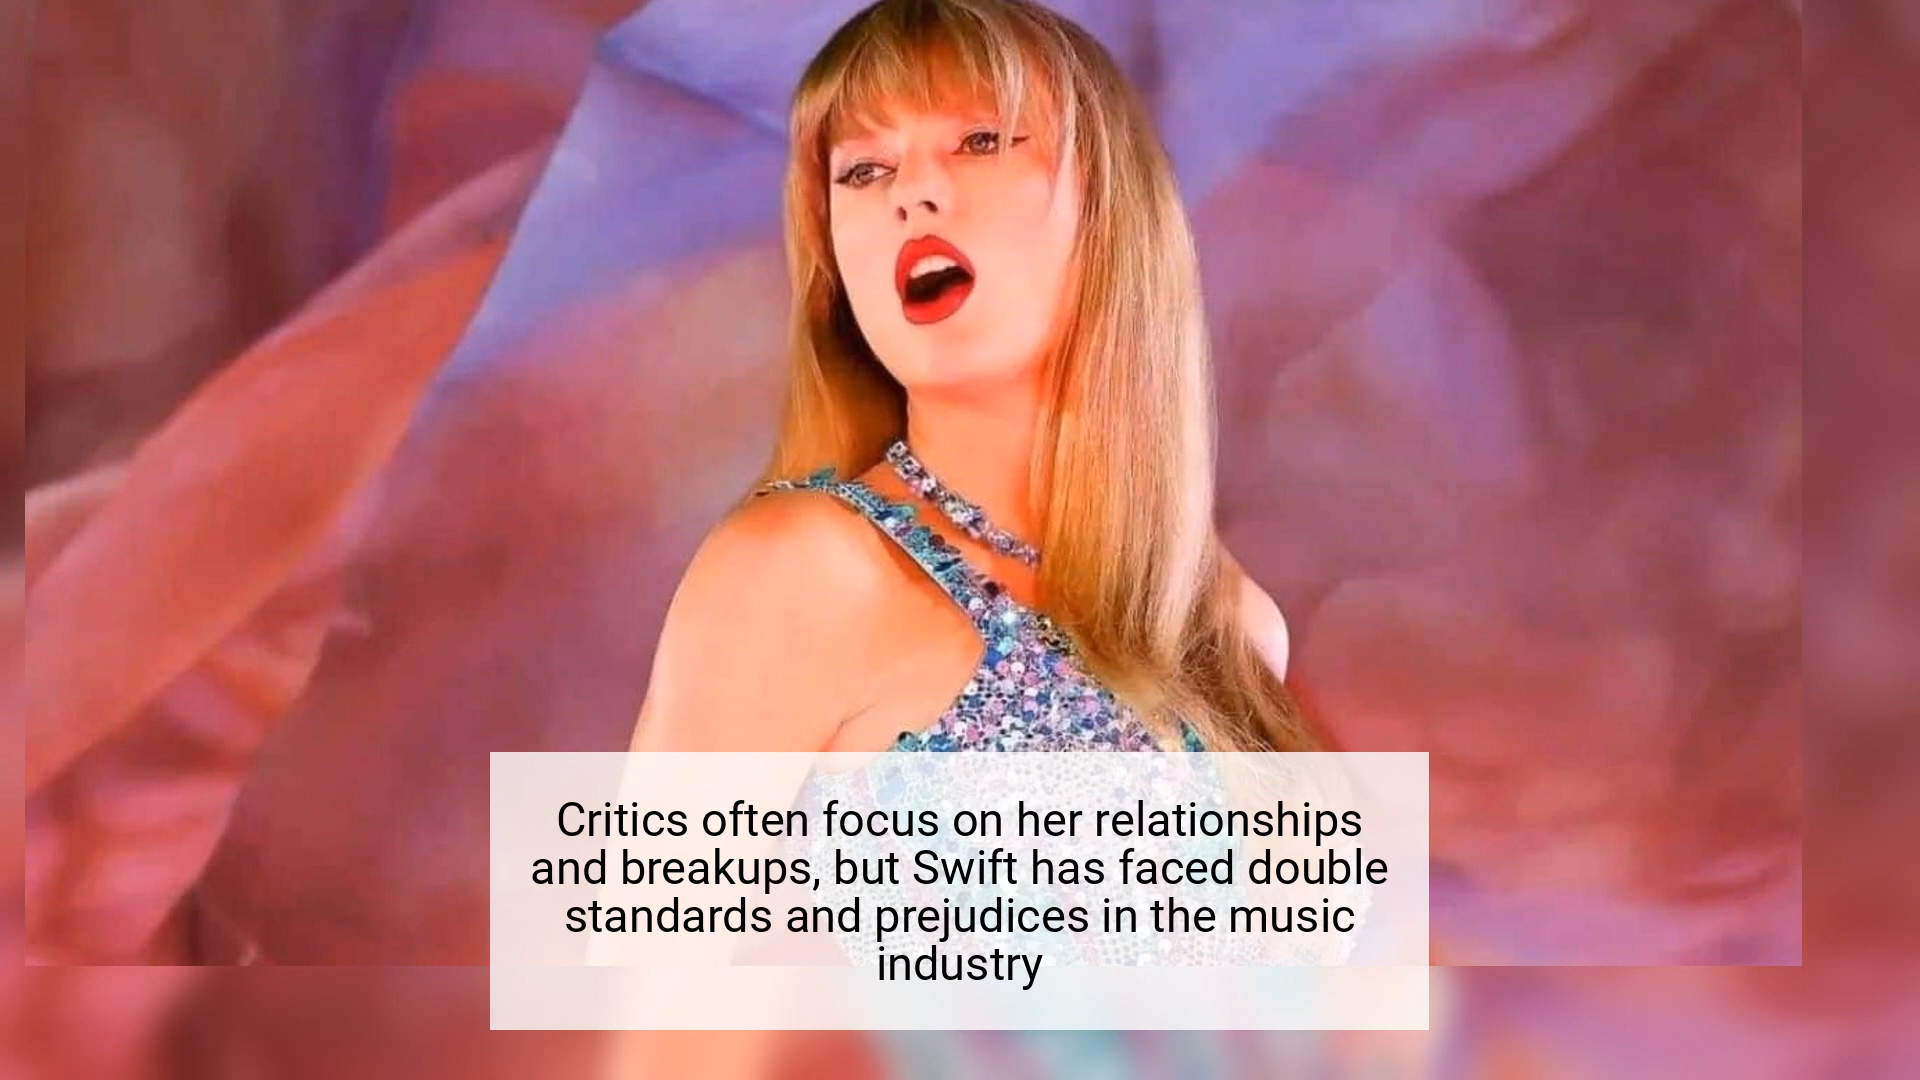 Critics often focus on her relationships
and breakups, but Swift has faced double
standards and prejudices in the music
industry